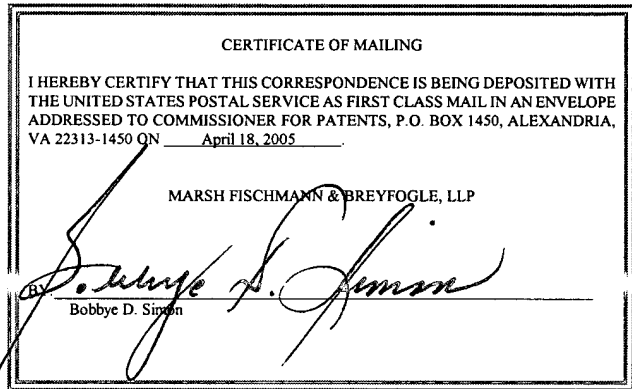 CERTIFICATE OF MAILING
I HEREBY CERTIFY THAT THIS CORRESPONDENCE IS BEING DEPOSITED WITH
THE UNITED STATES POSTAL SERVICE AS FIRST CLASS MAIL IN AN ENVELOPE
ADDRESSED TO COMMISSIONER FOR PATENTS, P.O. BOX 1450, ALEXANDRIA,
VA 22313-1450 ON April 18, 2005.
MARSH FISCHMANN & BREYFOGLE, LLP
BY: Bobbye D. Simon
Bobbye D. Simon